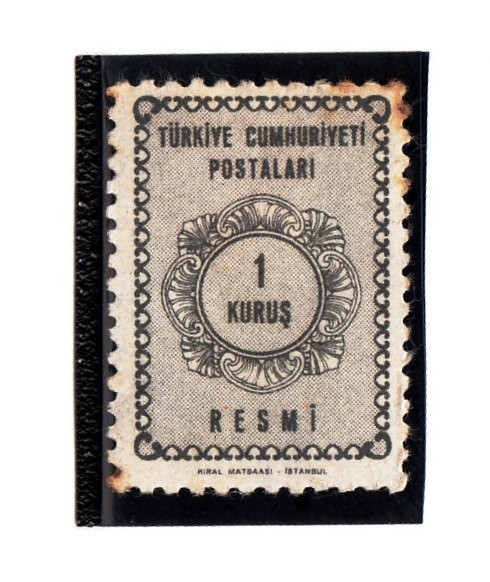 TÜRKİYE CUMHURİYETİ
POSTALARI
1
KURUŞ
RESMİ
KIRAL MATBAASI - İSTANBUL